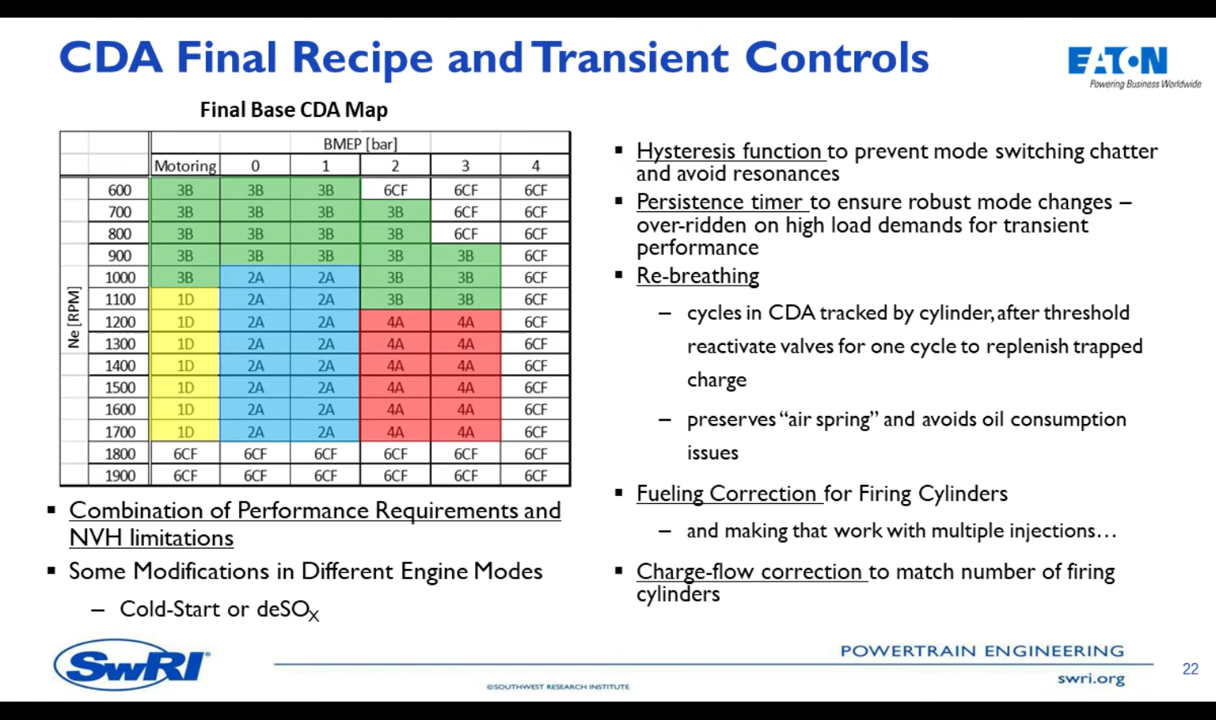 CDA Final Recipe and Transient Controls
EATON
Powering Business Worldwide
Final Base CDA Map
BMEP [bar]
Motoring 0 1 2 3 4
Ne [RPM]
600 3B 3B 3B 6CF 6CF 6CF
700 3B 3B 3B 3B 6CF 6CF
800 3B 3B 3B 3B 6CF 6CF
900 3B 3B 3B 3B 3B 6CF
1000 3B 2A 2A 3B 3B 6CF
1100 1D 2A 2A 3B 3B 6CF
1200 1D 2A 2A 4A 4A 6CF
1300 1D 2A 2A 4A 4A 6CF
1400 1D 2A 2A 4A 4A 6CF
1500 1D 2A 2A 4A 4A 6CF
1600 1D 2A 2A 4A 4A 6CF
1700 1D 2A 2A 4A 4A 6CF
1800 6CF 6CF 6CF 6CF 6CF 6CF
1900 6CF 6CF 6CF 6CF 6CF 6CF
▪ Combination of Performance Requirements and
NVH limitations
▪ Some Modifications in Different Engine Modes
– Cold-Start or deSOX
▪ Hysteresis function to prevent mode switching chatter
and avoid resonances
▪ Persistence timer to ensure robust mode changes –
over-ridden on high load demands for transient
performance
▪ Re-breathing
– cycles in CDA tracked by cylinder, after threshold
reactivate valves for one cycle to replenish trapped
charge
– preserves “air spring” and avoids oil consumption
issues
▪ Fueling Correction for Firing Cylinders
– and making that work with multiple injections…
▪ Charge-flow correction to match number of firing
cylinders
SwRI®
©SOUTHWEST RESEARCH INSTITUTE
POWERTRAIN ENGINEERING
swri.org
22